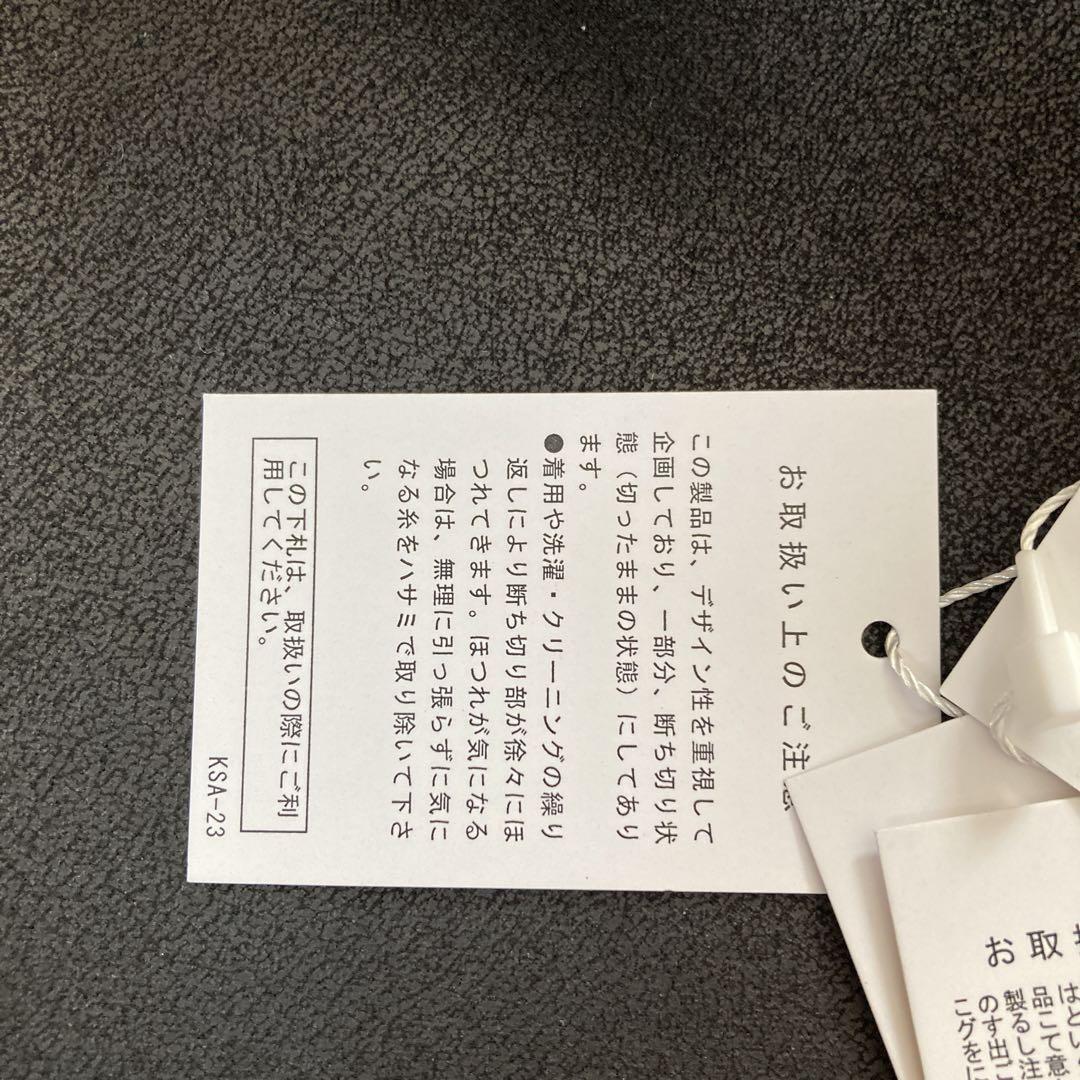 お取扱い上のご注
この製品は、デザイン性を重視して
企画しており、一部分、断ち切り状
態（切ったままの状態）にしてあり
ます。
●着用や洗濯・クリーニングの繰り
返しにより断ち切り部が徐々にほ
つれてきます。ほつれが気になる
場合は、無理に引っ張らずに気に
なる糸をハサミで取り除いて下さ
い。
この下札は、取扱いの際にご利
用してください。
KSA-23
お取